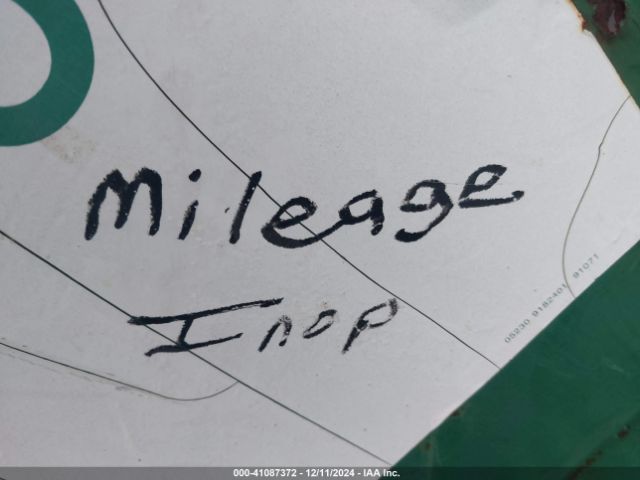 Mileage
Inop
05230 9182401 91071
000-41087372 - 12/11/2024 - IAA Inc.